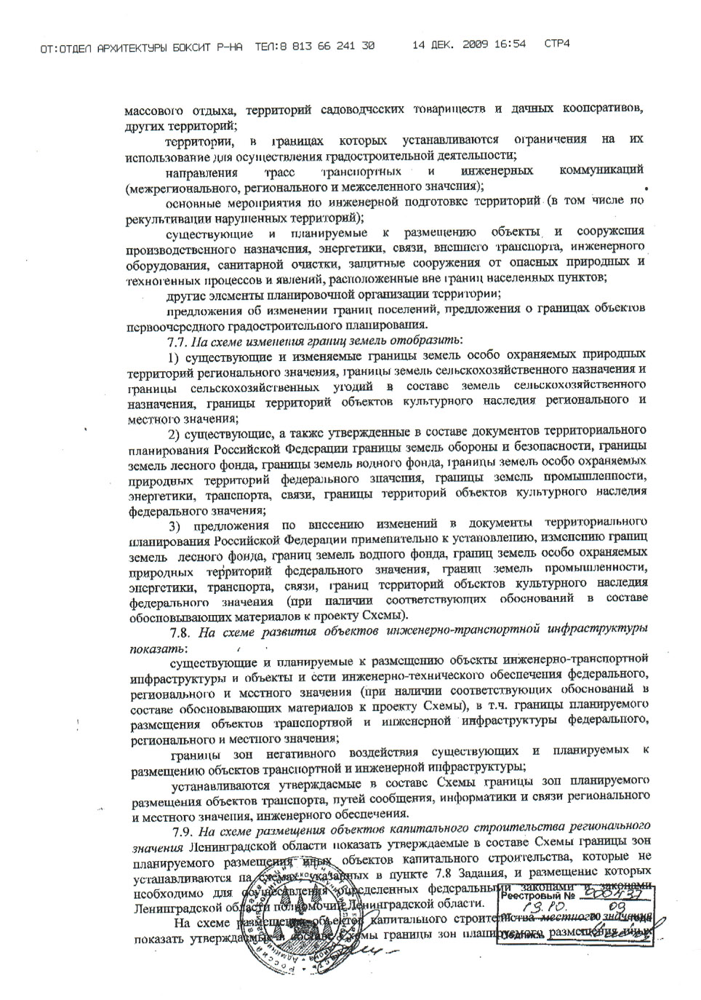 ОТ:ОТДЕЛ АРХИТЕКТУРЫ БОКСИТ Р-НА ТЕЛ:8 813 66 241 30 14 ДЕК. 2009 16:54 СТР4
массового отдыха, территорий садоводческих товариществ и дачных кооперативов,
других территорий;
территории, в границах которых устанавливаются ограничения на их
использование для осуществления градостроительной деятельности;
направления трасс транспортных и инженерных коммуникаций
(межрегионального, регионального и межселенного значения);
основные мероприятия по инженерной подготовке территорий (в том числе по
рекультивации нарушенных территорий);
существующие и планируемые к размещению объекты и сооружения
производственного назначения, энергетики, связи, внешнего транспорта, инженерного
оборудования, санитарной очистки, защитные сооружения от опасных природных и
техногенных процессов и явлений, расположенные вне границ населенных пунктов;
другие элементы планировочной организации территории;
предложения об изменении границ поселений, предложения о границах объектов
первоочередного градостроительного планирования.
7.7. На схеме изменения границ земель отобразить:
1) существующие и изменяемые границы земель особо охраняемых природных
территорий регионального значения, границы земель сельскохозяйственного назначения и
границы сельскохозяйственных угодий в составе земель сельскохозяйственного
назначения, границы территорий объектов культурного наследия регионального и
местного значения;
2) существующие, а также утвержденные в составе документов территориального
планирования Российской Федерации границы земель обороны и безопасности, границы
земель лесного фонда, границы земель водного фонда, границы земель особо охраняемых
природных территорий федерального значения, границы земель промышленности,
энергетики, транспорта, связи, границы территорий объектов культурного наследия
федерального значения;
3) предложения по внесению изменений в документы территориального
планирования Российской Федерации применительно к установлению, изменению границ
земель лесного фонда, границ земель водного фонда, границ земель особо охраняемых
природных территорий федерального значения, границ земель промышленности,
энергетики, транспорта, связи, границ территорий объектов культурного наследия
федерального значения (при наличии соответствующих обоснований в составе
обосновывающих материалов к проекту Схемы).
7.8. На схеме развития объектов инженерно-транспортной инфраструктуры
показать:
существующие и планируемые к размещению объекты инженерно-транспортной
инфраструктуры и объекты и сети инженерно-технического обеспечения федерального,
регионального и местного значения (при наличии соответствующих обоснований в
составе обосновывающих материалов к проекту Схемы), в т.ч. границы планируемого
размещения объектов транспортной и инженерной инфраструктуры федерального,
регионального и местного значения;
границы зон негативного воздействия существующих и планируемых к
размещению объектов транспортной и инженерной инфраструктуры;
устанавливаются утверждаемые в составе Схемы границы зон планируемого
размещения объектов транспорта, путей сообщения, информатики и связи регионального
и местного значения, инженерного обеспечения.
7.9. На схеме размещения объектов капитального строительства регионального
значения Ленинградской области показать утверждаемые в составе Схемы границы зон
планируемого размещения иных объектов капитального строительства, которые не
устанавливаются на схемах, указанных в пункте 7.8 Задания, и размещение которых
необходимо для осуществления определенных федеральными законами и законами
Ленинградской области полномочий Ленинградской области.
На схеме размещения объектов капитального строительства местного значения
показать утверждаемые в составе Схемы границы зон планируемого размещения иных
Реестровый №
от 19.10. 20 09 года
Подпись